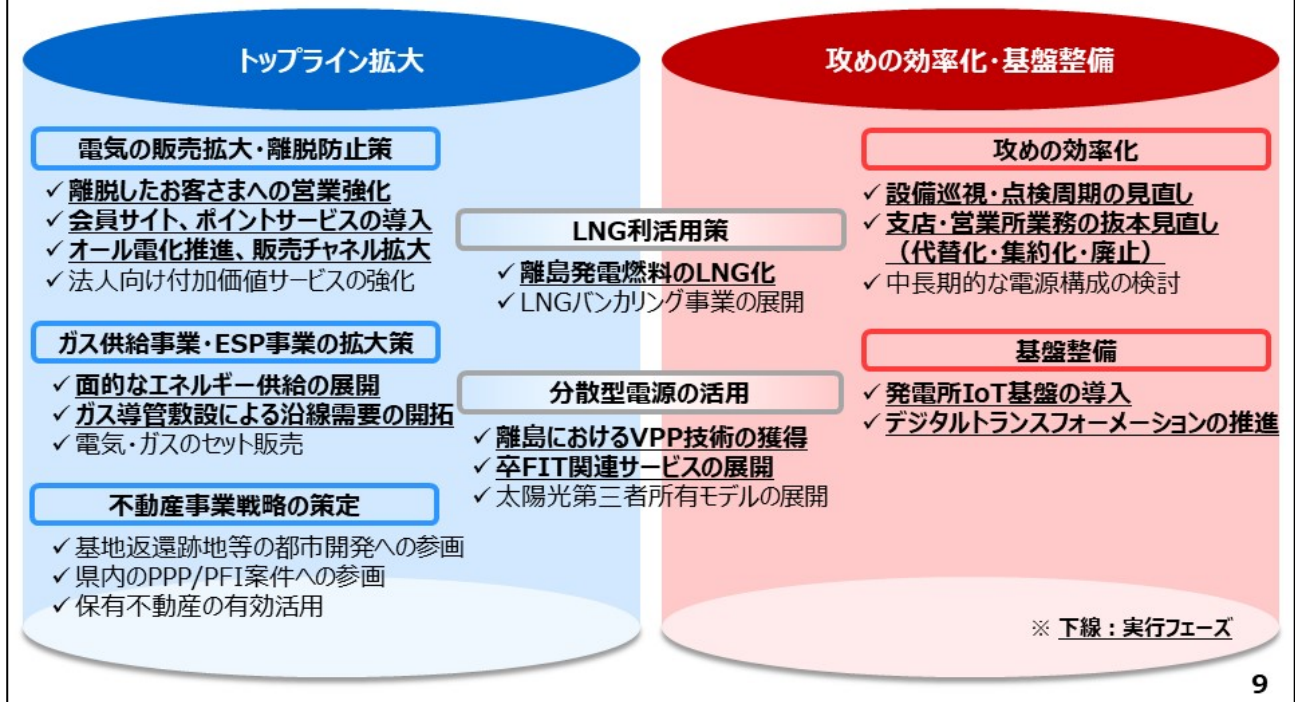 トップライン拡大
電気の販売拡大・離脱防止策
✓離脱したお客さまへの営業強化
✓会員サイト、ポイントサービスの導入
✓オール電化推進、販売チャネル拡大
✓法人向け付加価値サービスの強化
ガス供給事業・ESP事業の拡大策
✓面的なエネルギー供給の展開
✓ガス導管敷設による沿線需要の開拓
✓電気・ガスのセット販売
不動産事業戦略の策定
✓基地返還跡地等の都市開発への参画
✓県内のPPP/PFI案件への参画
✓保有不動産の有効活用
LNG利活用策
✓離島発電燃料のLNG化
✓LNGバンカリング事業の展開
分散型電源の活用
✓離島におけるVPP技術の獲得
✓卒FIT関連サービスの展開
✓太陽光第三者所有モデルの展開
攻めの効率化・基盤整備
攻めの効率化
✓設備巡視・点検周期の見直し
✓支店・営業所業務の抜本見直し
（代替化・集約化・廃止）
✓中長期的な電源構成の検討
基盤整備
✓発電所IoT基盤の導入
✓デジタルトランスフォーメーションの推進
※ 下線：実行フェーズ
9